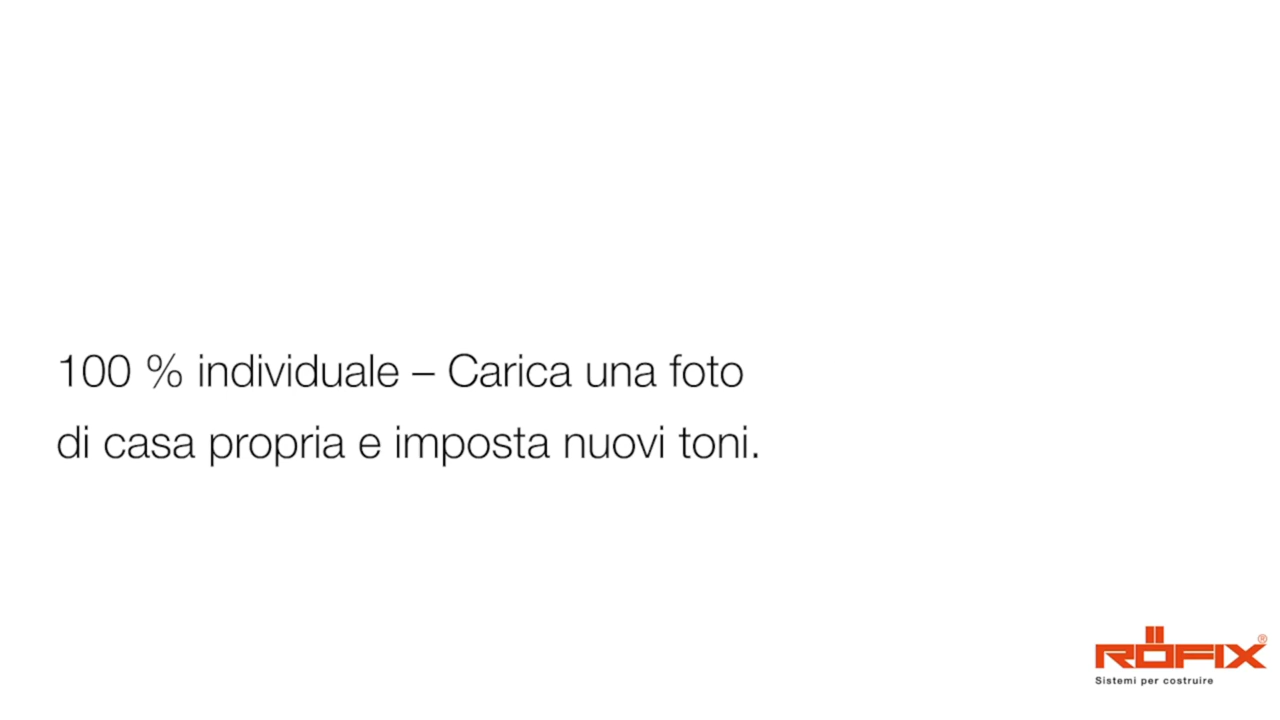 100 % individuale – Carica una foto
di casa propria e imposta nuovi toni.
RÖFIX®
Sistemi per costruire